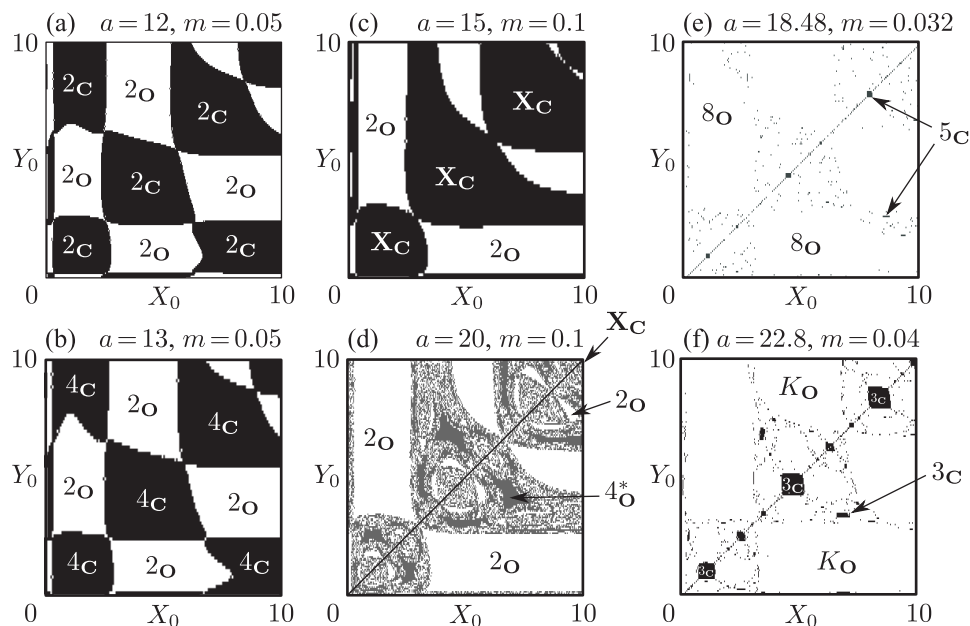 (a) a = 12, m = 0.05
10
2C 2O 2C
Y0
2O 2C 2O
2C 2O 2C
0 X0 10
(c) a = 15, m = 0.1
10
XC
2O
Y0
XC
XC 2O
0 X0 10
(e) a = 18.48, m = 0.032
10
8O
5C
Y0
8O
0 X0 10
(b) a = 13, m = 0.05
10
4C 2O 4C
Y0
2O 4C 2O
4C 2O 4C
0 X0 10
(d) a = 20, m = 0.1
XC
10
2O
2O
Y0
4*O
2O
0 X0 10
(f) a = 22.8, m = 0.04
10
KO
3C
Y0
3C
3C
KO
3C
0 X0 10